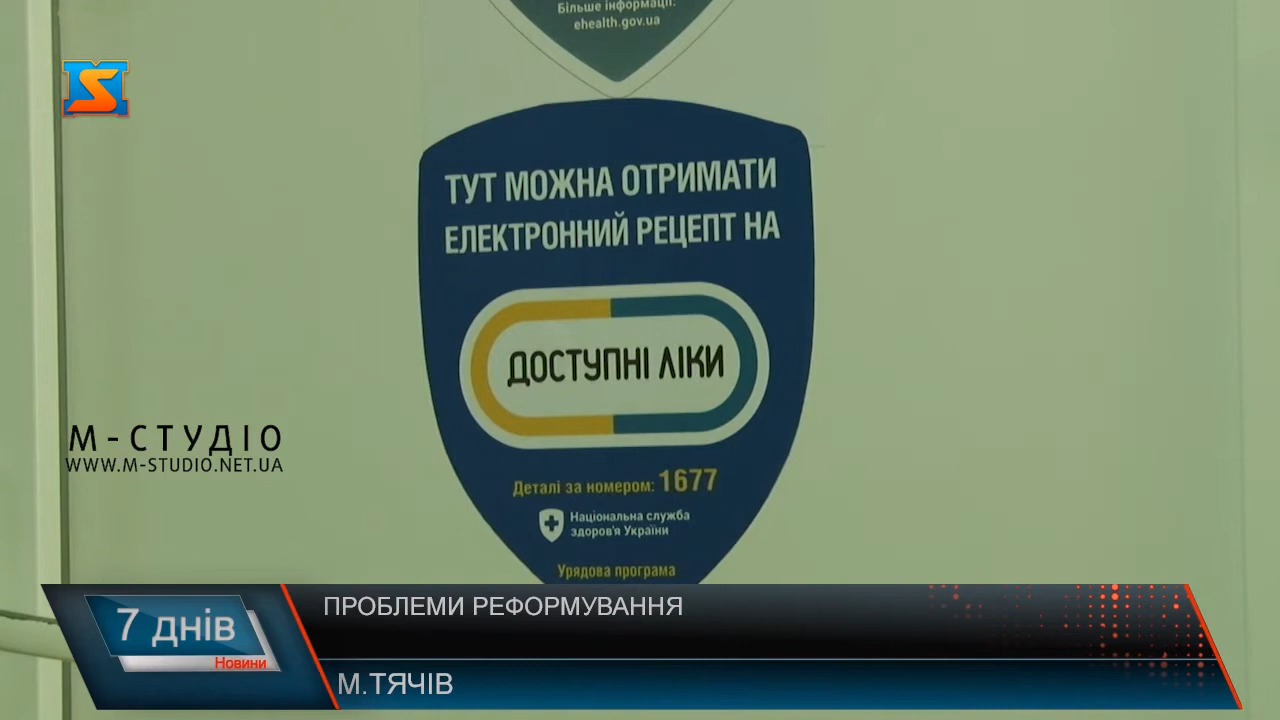 Більше інформації:
ehealth.gov.ua
ТУТ МОЖНА ОТРИМАТИ
ЕЛЕКТРОННИЙ РЕЦЕПТ НА
ДОСТУПНІ ЛІКИ
Деталі за номером: 1677
Національна служба
здоров'я України
Урядова програма
М-СТУДІО
WWW.M-STUDIO.NET.UA
ПРОБЛЕМИ РЕФОРМУВАННЯ
7 днів
Новини
М.ТЯЧІВ